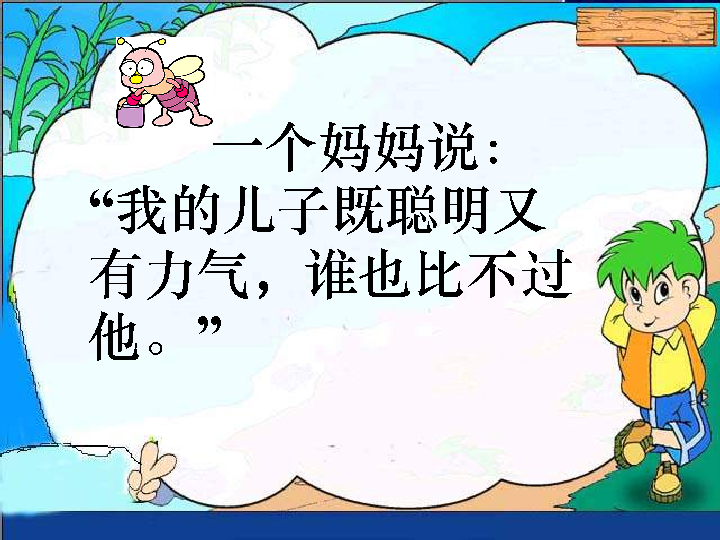 一个妈妈说：
“我的儿子既聪明又
有力气，谁也比不过
他。”